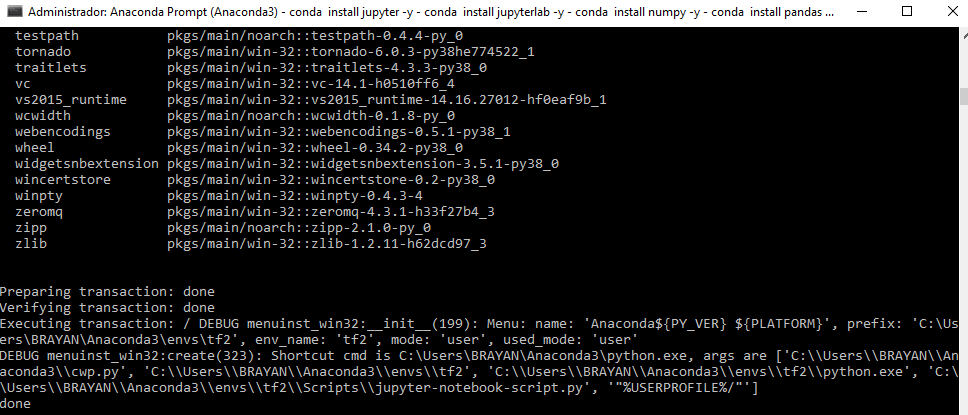 Administrador: Anaconda Prompt (Anaconda3) - conda install jupyter -y - conda install jupyterlab -y - conda install numpy -y - conda install pandas ...
testpath pkgs/main/noarch::testpath-0.4.4-py_0
tornado pkgs/main/win-32::tornado-6.0.3-py38he774522_1
traitlets pkgs/main/win-32::traitlets-4.3.3-py38_0
vc pkgs/main/win-32::vc-14.1-h0510ff6_4
vs2015_runtime pkgs/main/win-32::vs2015_runtime-14.16.27012-hf0eaf9b_1
wcwidth pkgs/main/noarch::wcwidth-0.1.8-py_0
webencodings pkgs/main/win-32::webencodings-0.5.1-py38_1
wheel pkgs/main/win-32::wheel-0.34.2-py38_0
widgetsnbextension pkgs/main/win-32::widgetsnbextension-3.5.1-py38_0
wincertstore pkgs/main/win-32::wincertstore-0.2-py38_0
winpty pkgs/main/win-32::winpty-0.4.3-4
zeromq pkgs/main/win-32::zeromq-4.3.1-h33f27b4_3
zipp pkgs/main/noarch::zipp-2.1.0-py_0
zlib pkgs/main/win-32::zlib-1.2.11-h62dcd97_3
Preparing transaction: done
Verifying transaction: done
Executing transaction: / DEBUG menuinst_win32:__init__(199): Menu: name: 'Anaconda${PY_VER} ${PLATFORM}', prefix: 'C:\Us
ers\BRAYAN\Anaconda3\envs\tf2', env_name: 'tf2', mode: 'user', used_mode: 'user'
DEBUG menuinst_win32:create(323): Shortcut cmd is C:\Users\BRAYAN\Anaconda3\python.exe, args are ['C:\\Users\\BRAYAN\\An
aconda3\\cwp.py', 'C:\\Users\\BRAYAN\\Anaconda3\\envs\\tf2', 'C:\\Users\\BRAYAN\\Anaconda3\\envs\\tf2\\python.exe', 'C:\
\Users\\BRAYAN\\Anaconda3\\envs\\tf2\\Scripts\\jupyter-notebook-script.py', '"%USERPROFILE%/"']
done